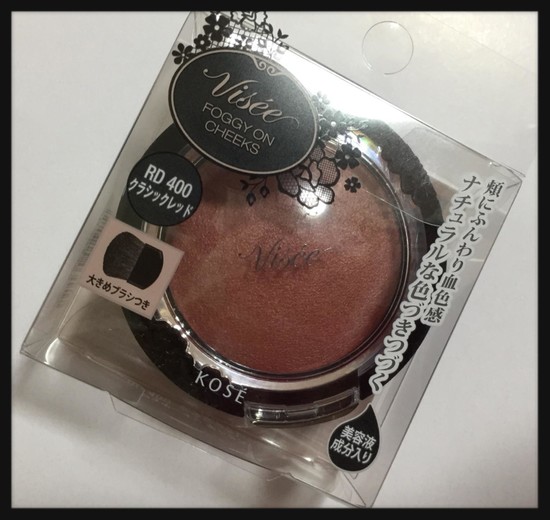 Visée
FOGGY ON
CHEEKS
RD 400
クラシックレッド
大きめブラシつき
Visée
頬にふんわり血色感
ナチュラルな色づきつづく
KOSÉ
美容液
成分入り